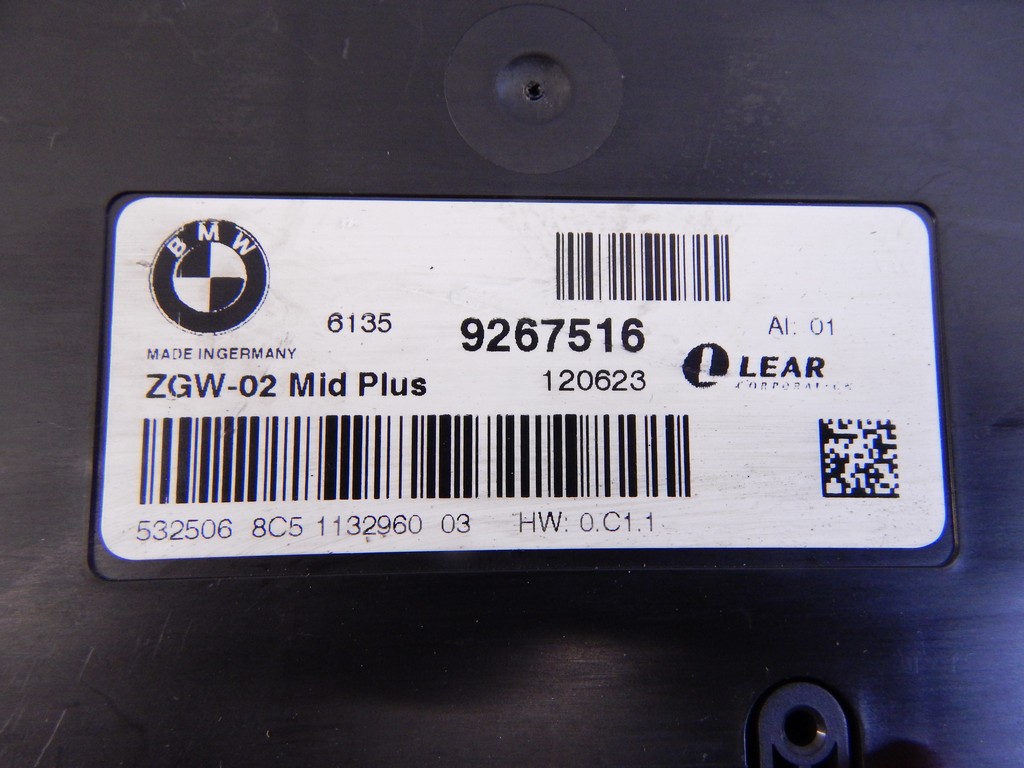 BMW
6135 9267516 AI: 01
MADE INGERMANY
ZGW-02 Mid Plus 120623
LEAR
CORPORATION
532506 8C5 1132960 03 HW: 0.C1.1